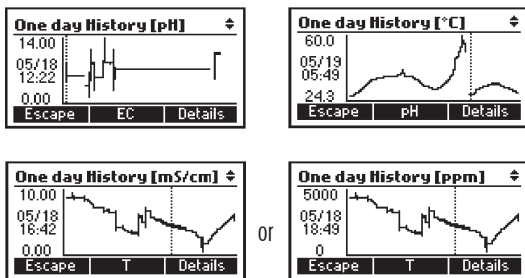 One day History [pH]
14.00
05/18
12:22
0.00
Escape EC Details
One day History [°C]
60.0
05/19
05:49
24.3
Escape pH Details
One day History [mS/cm]
10.00
05/18
16:42
0.00
Escape T Details
or
One day History [ppm]
5000
05/18
18:49
0
Escape T Details